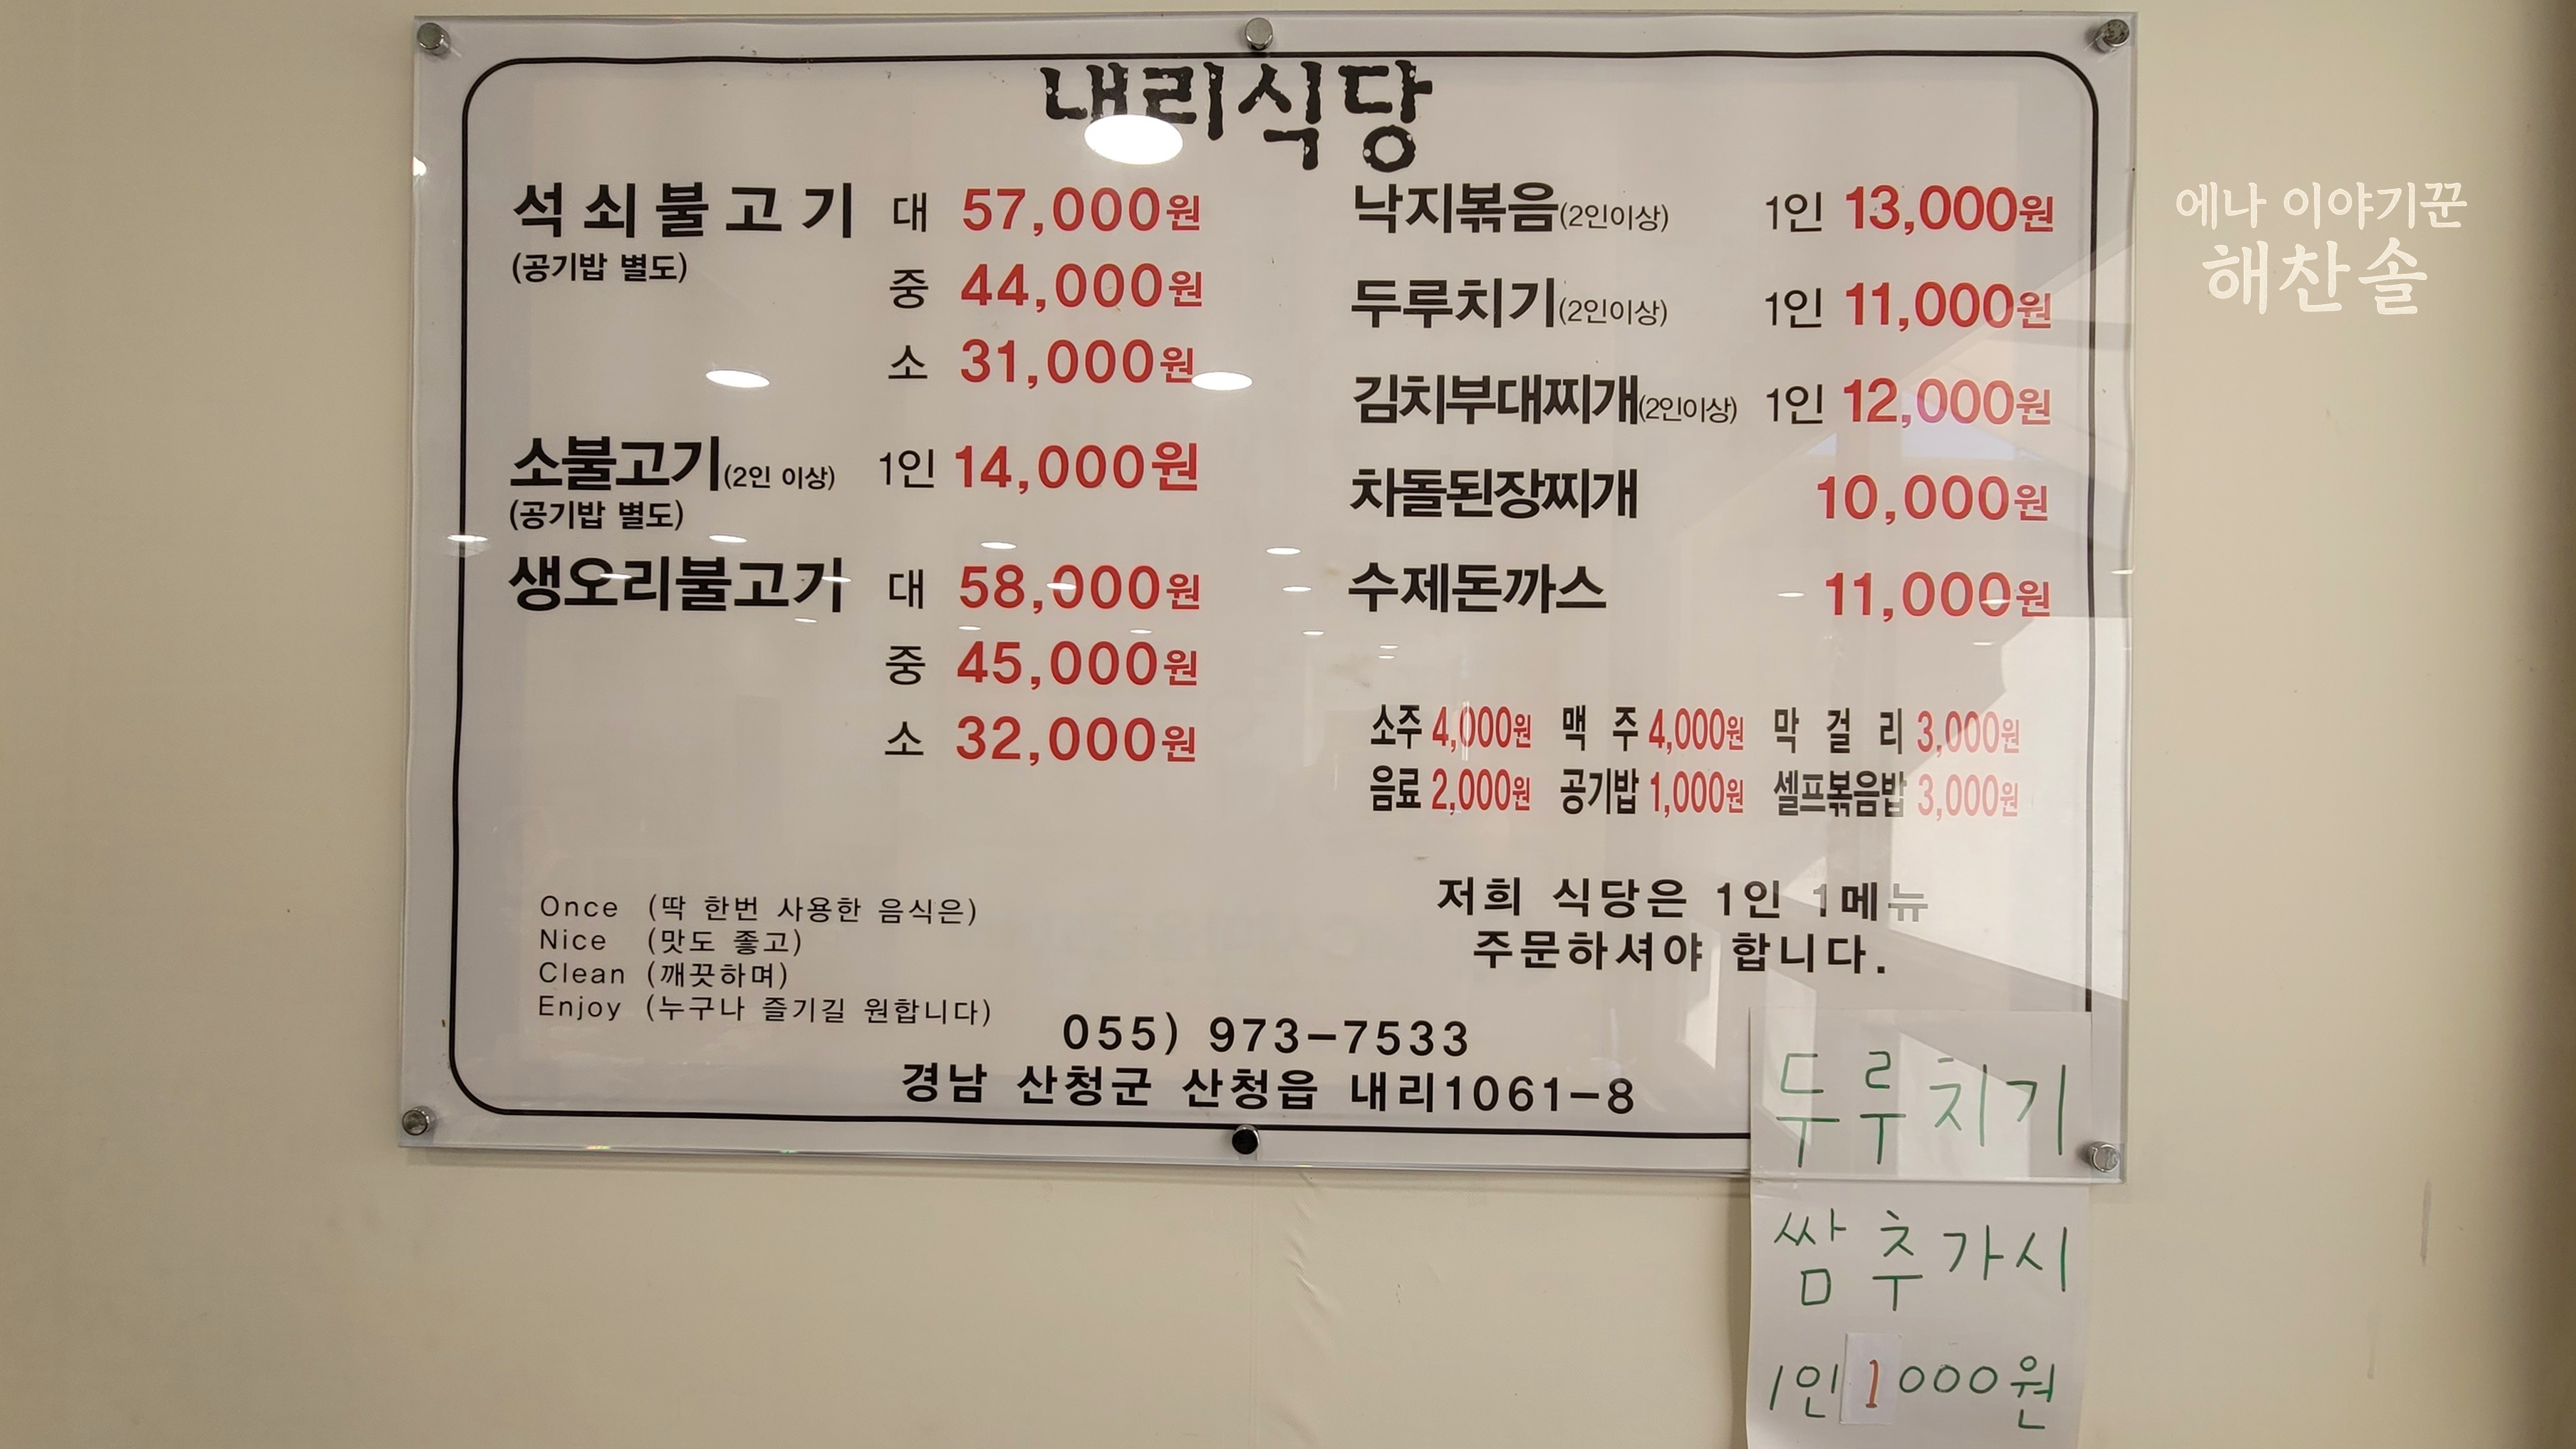 내리식당
석쇠불고기 대 57,000원
(공기밥 별도)
중 44,000원
소 31,000원
소불고기(2인 이상) 1인 14,000원
(공기밥 별도)
생오리불고기 대 58,000원
중 45,000원
소 32,000원
낙지볶음(2인이상) 1인 13,000원
두루치기(2인이상) 1인 11,000원
김치부대찌개(2인이상) 1인 12,000원
차돌된장찌개 10,000원
수제돈까스 11,000원
소주 4,000원 맥 주 4,000원 막 걸 리 3,000원
음료 2,000원 공기밥 1,000원 셀프볶음밥 3,000원
Once (딱 한번 사용한 음식은)
Nice (맛도 좋고)
Clean (깨끗하며)
Enjoy (누구나 즐기길 원합니다)
저희 식당은 1인 1메뉴
주문하셔야 합니다.
055) 973-7533
경남 산청군 산청읍 내리1061-8
두루치기
쌈추가시
1인 1000원
에나 이야기꾼
해찬솔